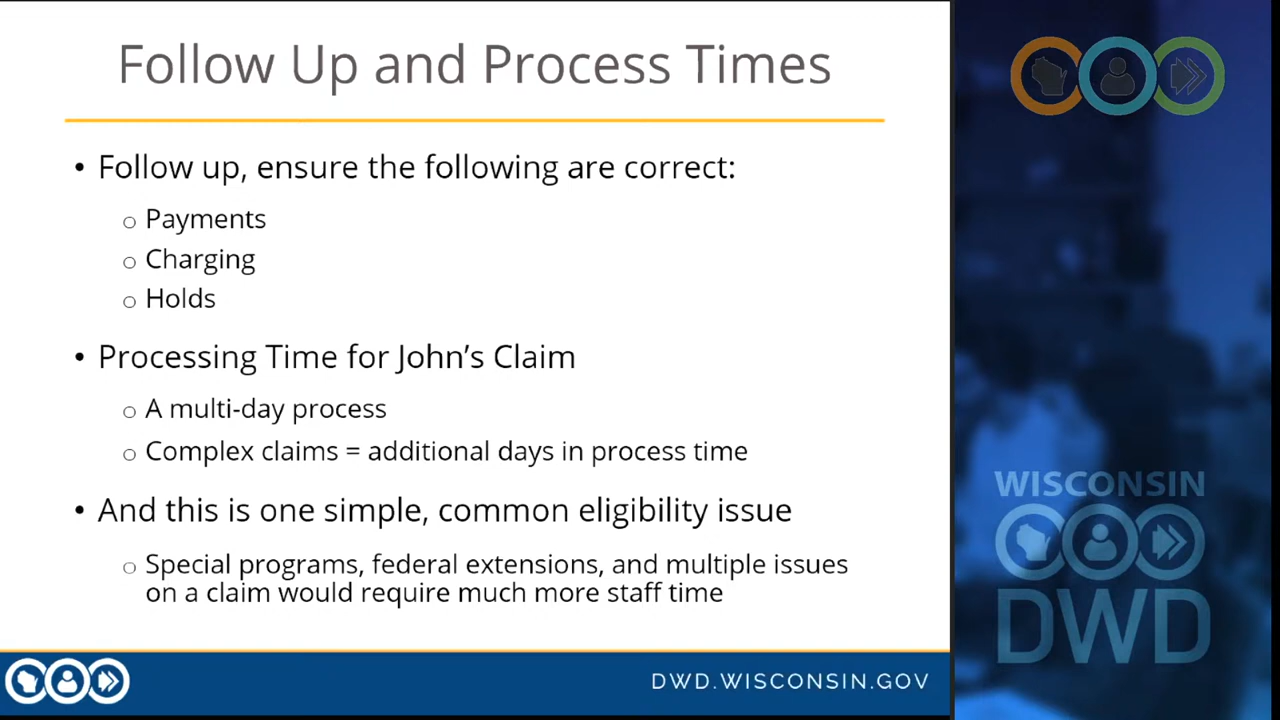 Follow Up and Process Times
• Follow up, ensure the following are correct:
○ Payments
○ Charging
○ Holds
• Processing Time for John’s Claim
○ A multi-day process
○ Complex claims = additional days in process time
• And this is one simple, common eligibility issue
○ Special programs, federal extensions, and multiple issues
on a claim would require much more staff time
DWD.WISCONSIN.GOV
WISCONSIN
DWD